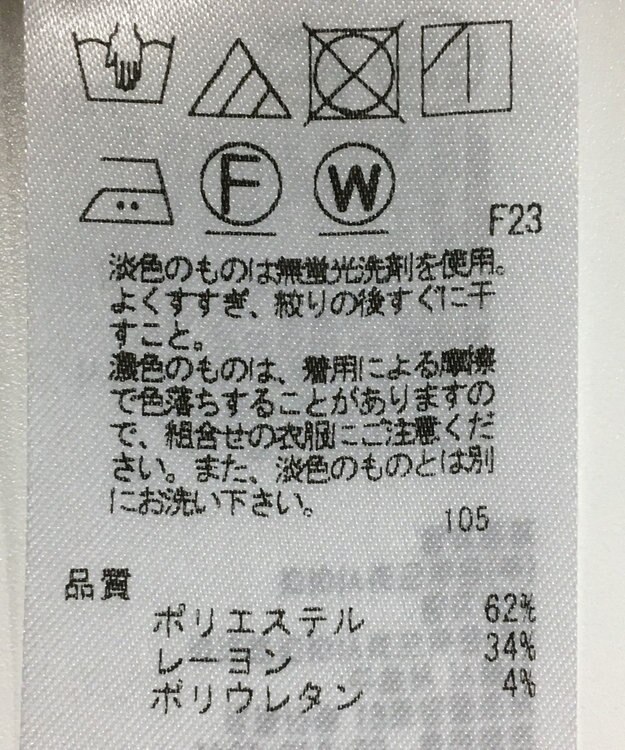 F W
F23
淡色のものは無蛍光洗剤を使用。
よくすすぎ、絞りの後すぐに干
すこと。
濃色のものは、着用による摩擦
で色落ちすることがありますの
で、組合せの衣服にご注意くだ
さい。また、淡色のものとは別
にお洗い下さい。
105
品質
ポリエステル 62%
レーヨン 34%
ポリウレタン 4%